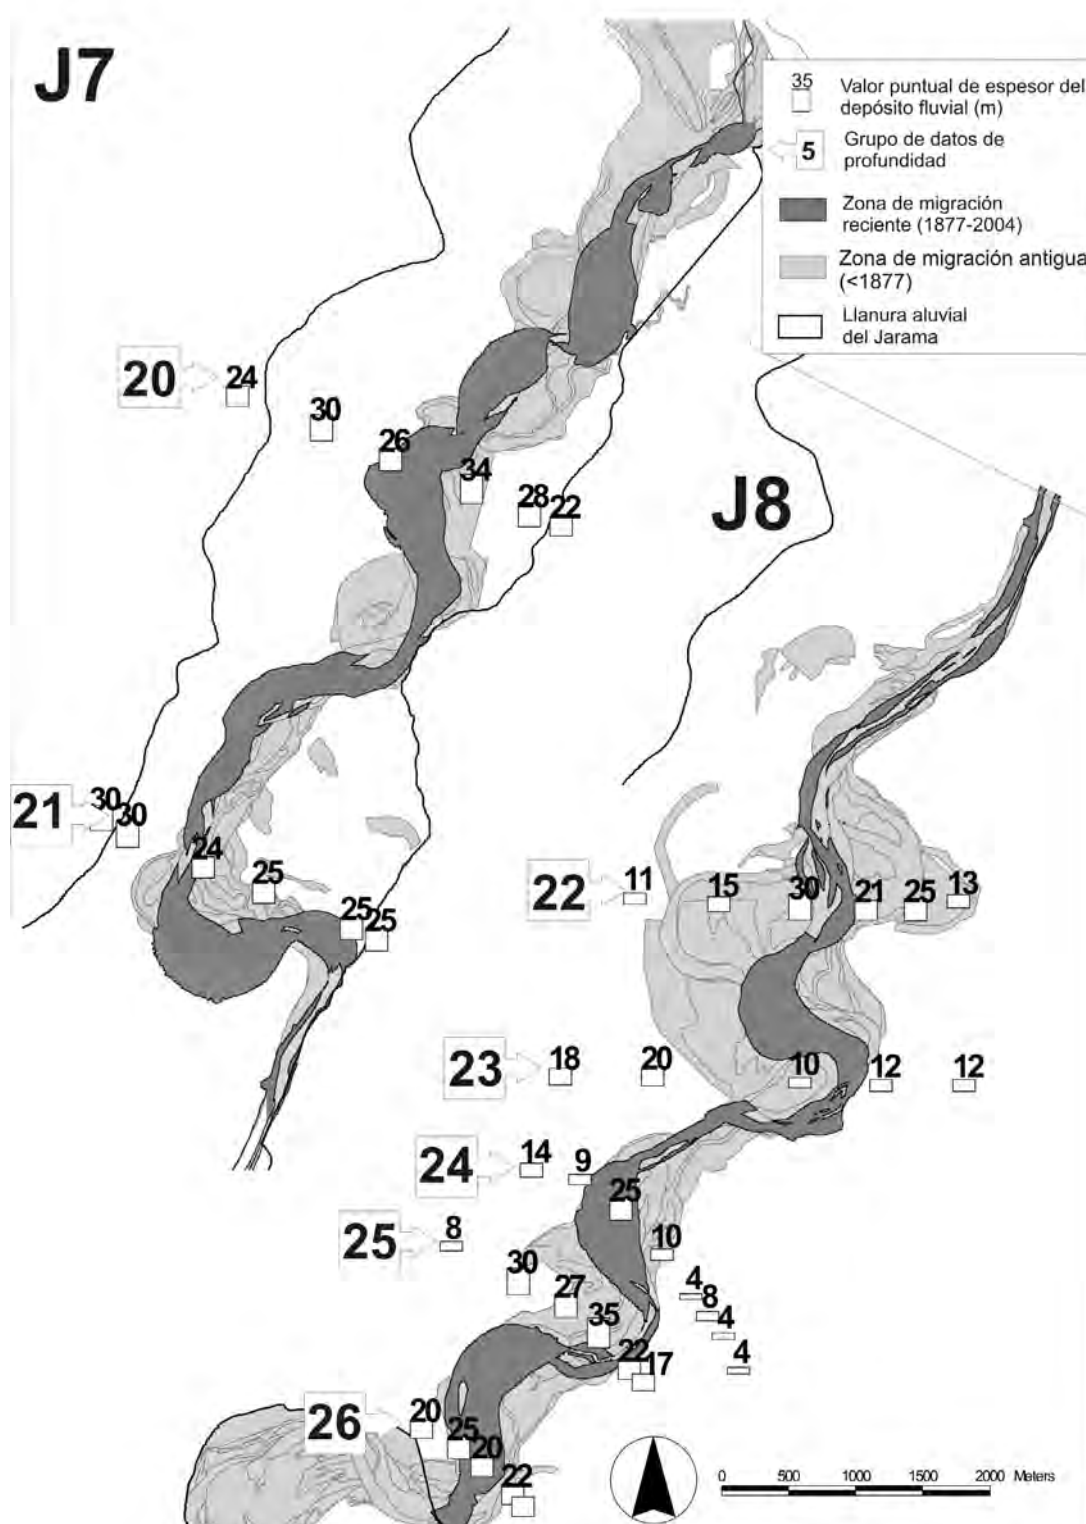 J7
35 Valor puntual de espesor del
depósito fluvial (m)
5 Grupo de datos de
profundidad
Zona de migración
reciente (1877-2004)
Zona de migración antigua
(<1877)
Llanura aluvial
del Jarama
20 24
30
26
34
28 22
J8
21 30
30
24
25
25
25
22 11 15 30 21 25 13
23 18 20 10 12 12
24 14 9
25
10
25 8
30
27
35
22
17
4
8
4
4
26 20
25
20
22
0 500 1000 1500 2000 Meters